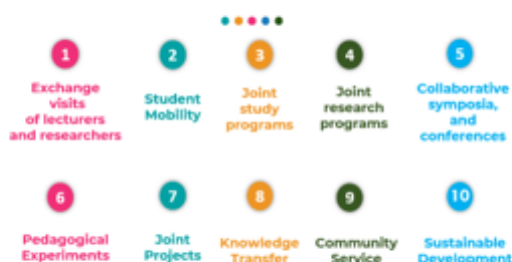 1
Exchange
visits
of lecturers
and researchers
2
Student
Mobility
3
Joint
study
programs
4
Joint
research
programs
5
Collaborative
symposia,
and
conferences
6
Pedagogical
Experiments
7
Joint
Projects
8
Knowledge
Transfer
9
Community
Service
10
Sustainable
Development